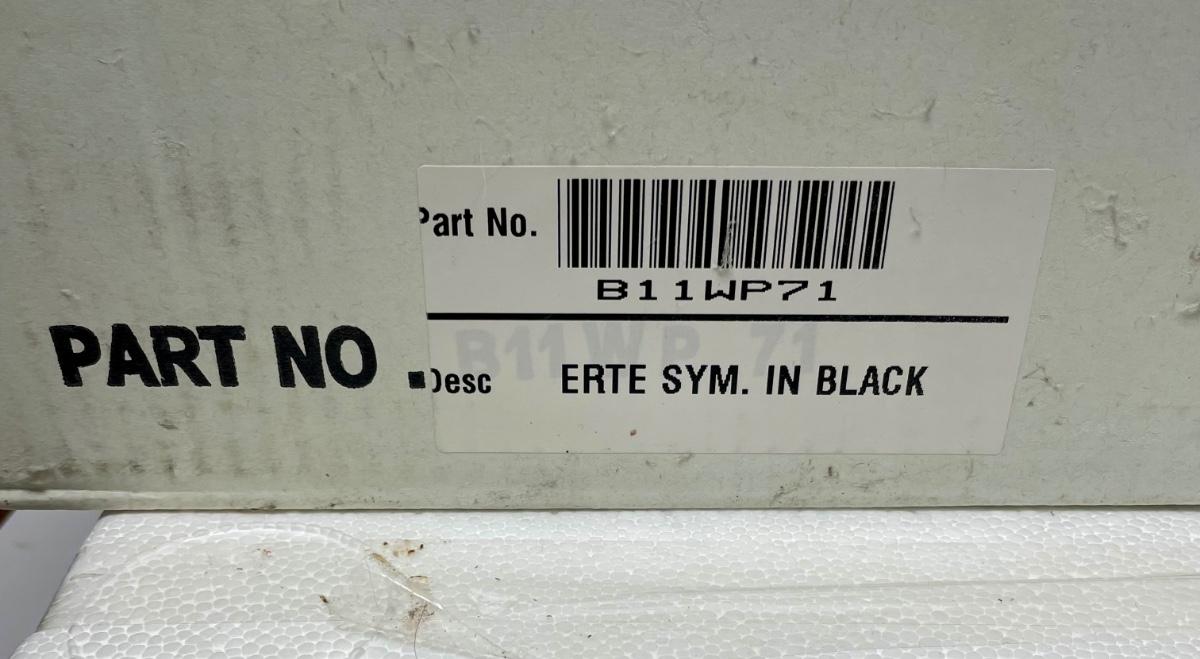 Part No.
B11WP71
PART NO .
B11WP 71
Desc ERTE SYM. IN BLACK